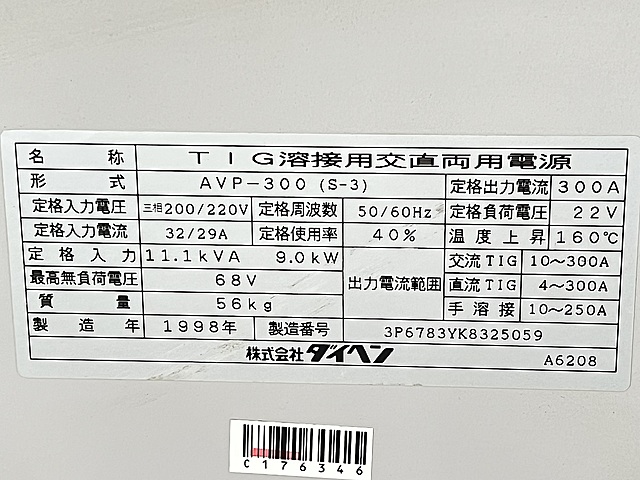 名称 TIG溶接用交直両用電源
形式 AVP-300 (S-3) 定格出力電流 300A
定格入力電圧 三相200/220V 定格周波数 50/60Hz 定格負荷電圧 22V
定格入力電流 32/29A 定格使用率 40% 温度上昇 160℃
定格入力 11.1kVA 9.0kW 出力電流範囲 交流TIG 10～300A
最高無負荷電圧 68V 直流TIG 4～300A
質量 56kg 手溶接 10～250A
製造年 1998年 製造番号 3P6783YK8325059
株式会社ダイヘン A6208
C176346